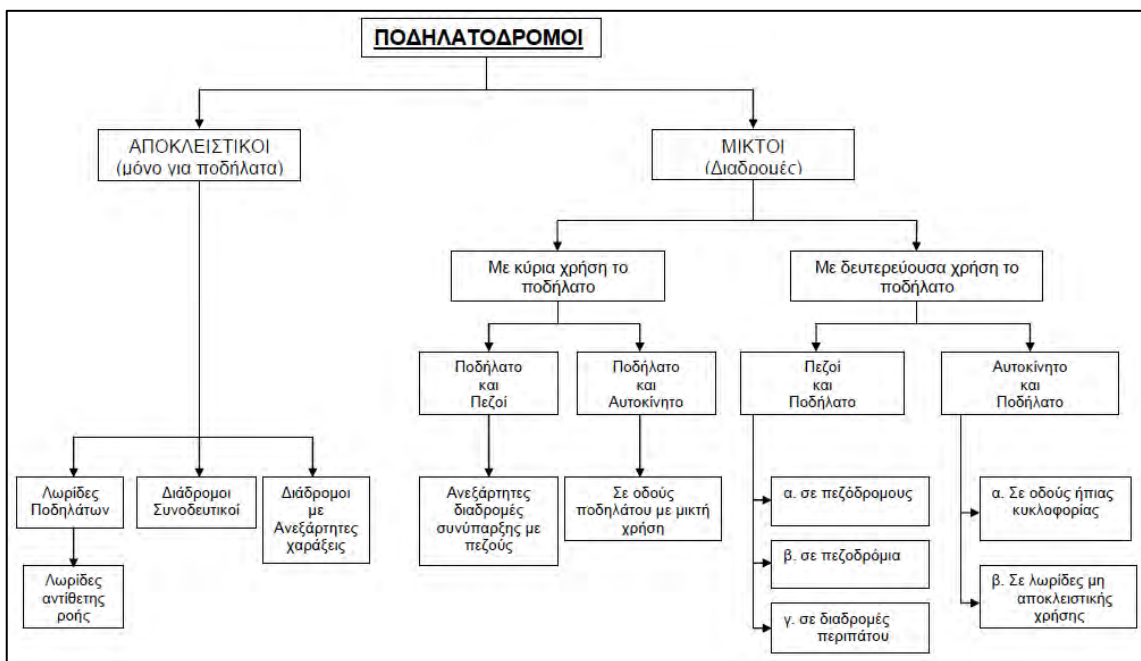 ΠΟΔΗΛΑΤΟΔΡΟΜΟΙ
ΑΠΟΚΛΕΙΣΤΙΚΟΙ
(μόνο για ποδήλατα)
ΜΙΚΤΟΙ
(Διαδρομές)
Με κύρια χρήση το
ποδήλατο
Με δευτερεύουσα χρήση το
ποδήλατο
Ποδήλατο
και
Πεζοί
Ποδήλατο
και
Αυτοκίνητο
Πεζοί
και
Ποδήλατο
Αυτοκίνητο
και
Ποδήλατο
Λωρίδες
Ποδηλάτων
Διάδρομοι
Συνοδευτικοί
Διάδρομοι
με
Ανεξάρτητες
χαράξεις
Ανεξάρτητες
διαδρομές
συνύπαρξης με
πεζούς
Σε οδούς
ποδηλάτου με μικτή
χρήση
α. σε πεζόδρομους
α. Σε οδούς ήπιας
κυκλοφορίας
Λωρίδες
αντίθετης
ροής
β. σε πεζοδρόμια
β. Σε λωρίδες μη
αποκλειστικής
χρήσης
γ. σε διαδρομές
περιπάτου